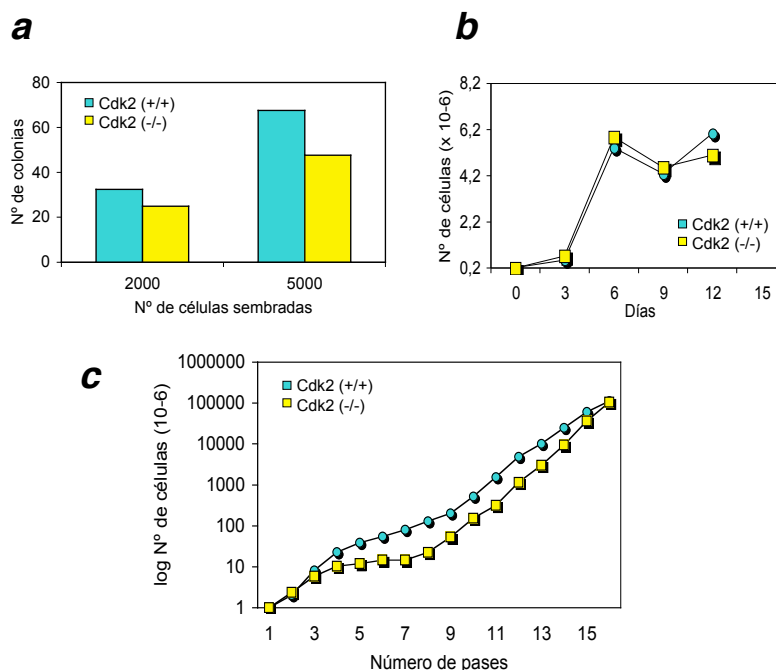 a
Nº de colonias
80
60
40
20
0
Cdk2 (+/+)
Cdk2 (-/-)
2000
5000
Nº de células sembradas
b
Nº de células (x 10-6)
8,2
6,2
4,2
2,2
0,2
Cdk2 (+/+)
Cdk2 (-/-)
0 3 6 9 12 15
Días
c
log Nº de células (10-6)
1000000
100000
10000
1000
100
10
1
Cdk2 (+/+)
Cdk2 (-/-)
1 3 5 7 9 11 13 15
Número de pases